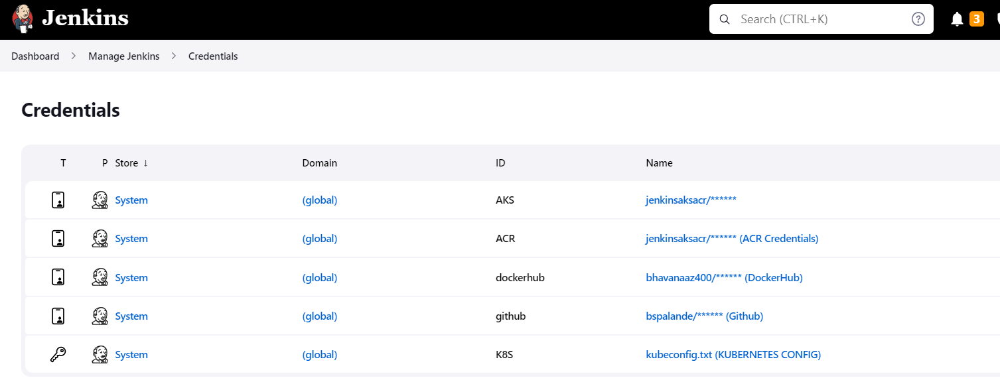 Jenkins
Search (CTRL+K)
?
3
Dashboard > Manage Jenkins > Credentials
Credentials
T P Store ↓ Domain ID Name
System (global) AKS jenkinsaksacr/******
System (global) ACR jenkinsaksacr/****** (ACR Credentials)
System (global) dockerhub bhavanaaz400/****** (DockerHub)
System (global) github bspalande/****** (Github)
System (global) K8S kubeconfig.txt (KUBERNETES CONFIG)